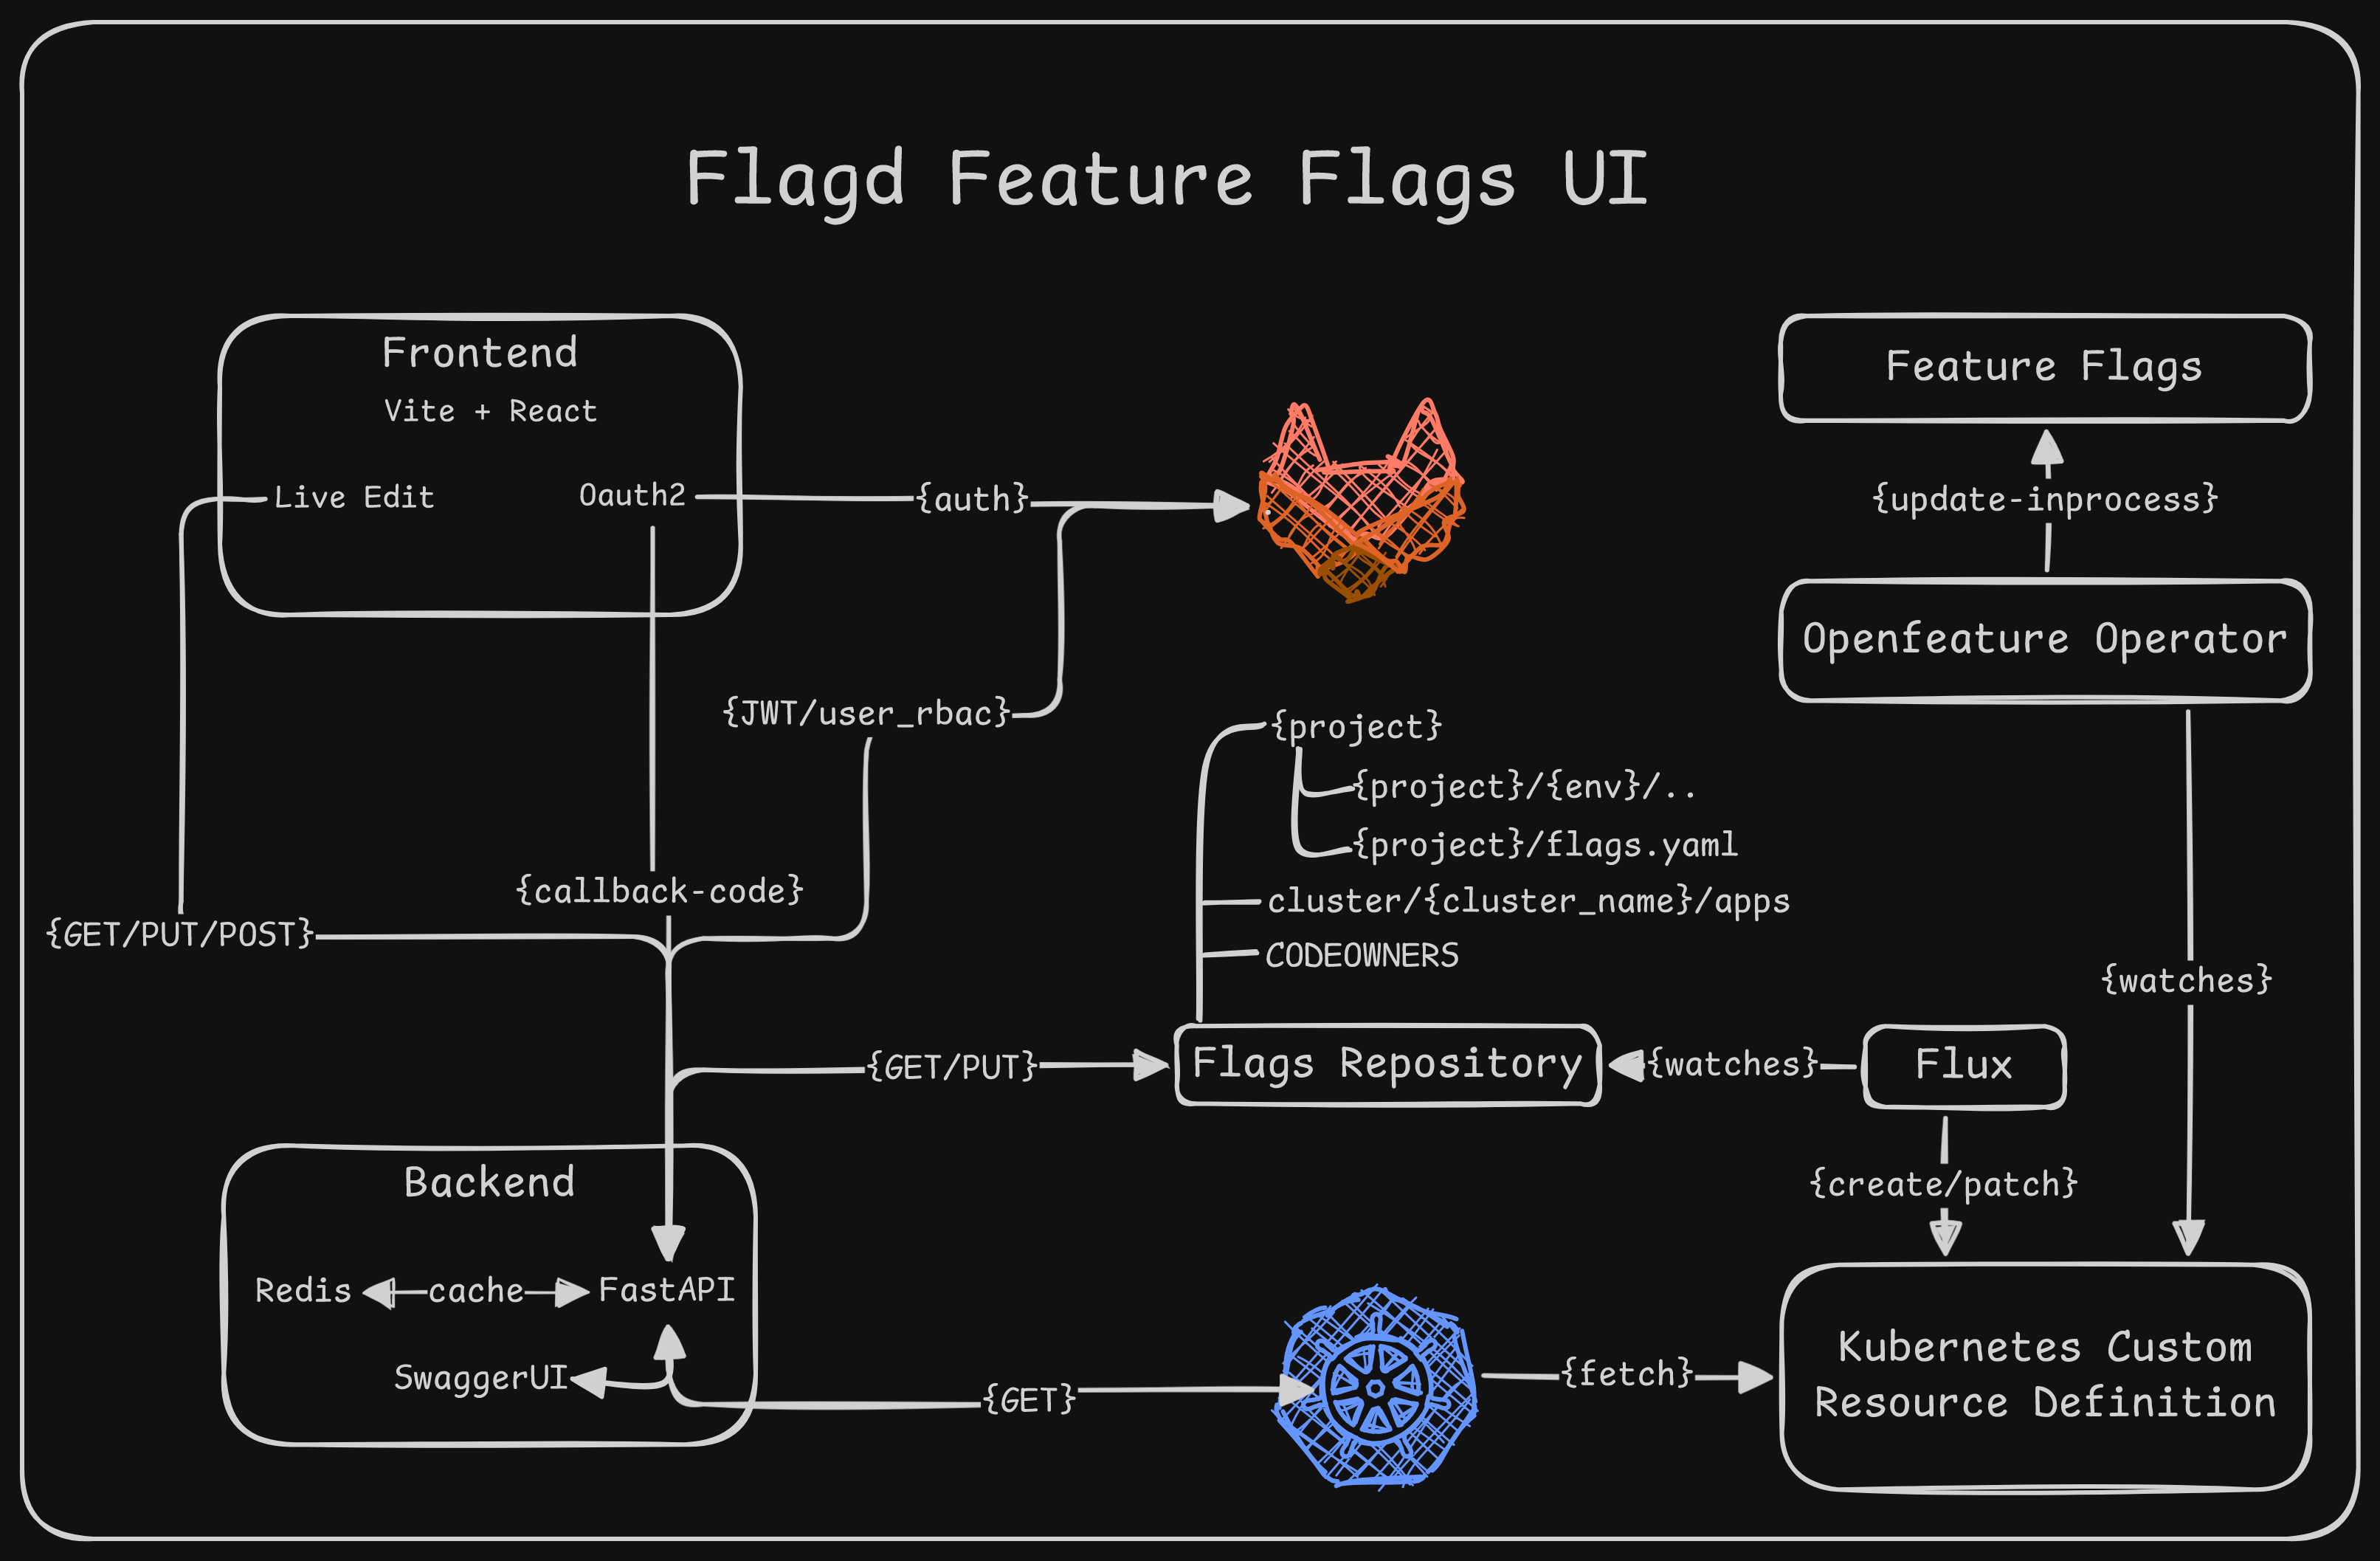 Flagd Feature Flags UI
Frontend
Vite + React
Live Edit
Oauth2
{auth}
Feature Flags
{update-inprocess}
Openfeature Operator
{JWT/user_rbac}
{project}
{project}/{env}/..
{project}/flags.yaml
cluster/{cluster_name}/apps
CODEOWNERS
{callback-code}
{GET/PUT/POST}
{watches}
{GET/PUT}
Flags Repository
{watches}
Flux
{create/patch}
Backend
Redis
cache
FastAPI
SwaggerUI
{GET}
{fetch}
Kubernetes Custom
Resource Definition